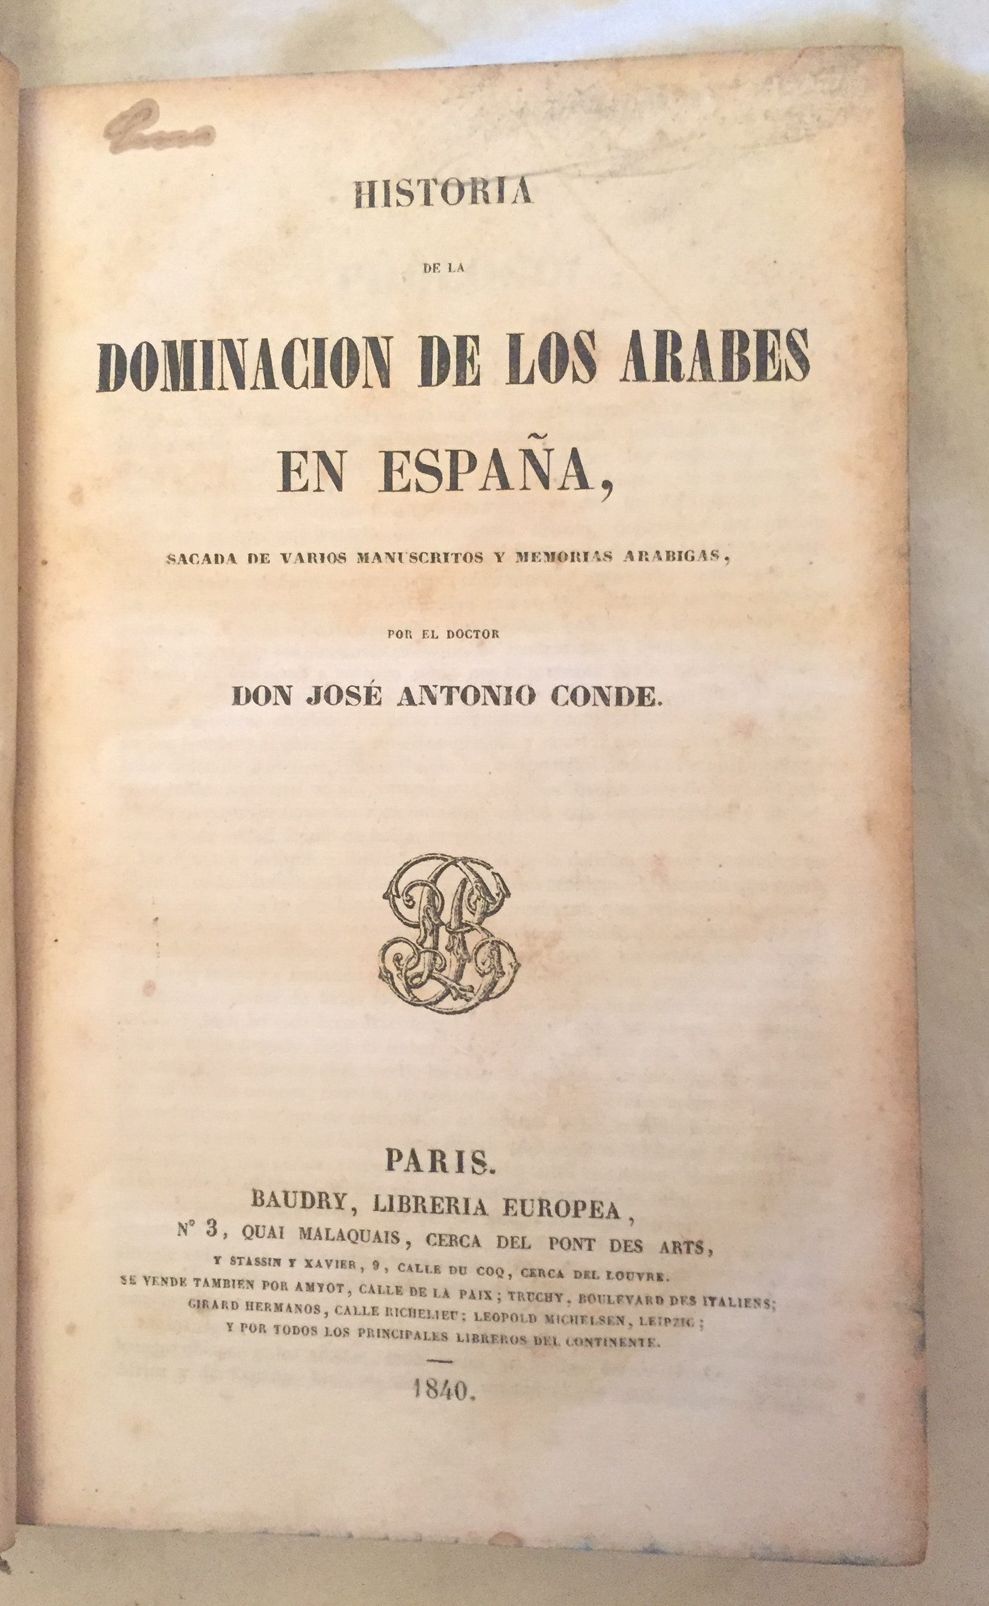 HISTORIA
DE LA
DOMINACION DE LOS ARABES
EN ESPAÑA,
SACADA DE VARIOS MANUSCRITOS Y MEMORIAS ARABIGAS,
POR EL DOCTOR
DON JOSÉ ANTONIO CONDE.
PARIS.
BAUDRY, LIBRERIA EUROPEA,
N° 3, QUAI MALAQUAIS, CERCA DEL PONT DES ARTS,
Y STASSIN Y XAVIER, 9, CALLE DU COQ, CERCA DEL LOUVRE.
SE VENDE TAMBIEN POR AMYOT, CALLE DE LA PAIX; TRUCHY, BOULEVARD DES ITALIENS;
GIRARD HERMANOS, CALLE RICHELIEU; LEOPOLD MICHELSEN, LEIPZIG;
Y POR TODOS LOS PRINCIPALES LIBREROS DEL CONTINENTE.
1840.